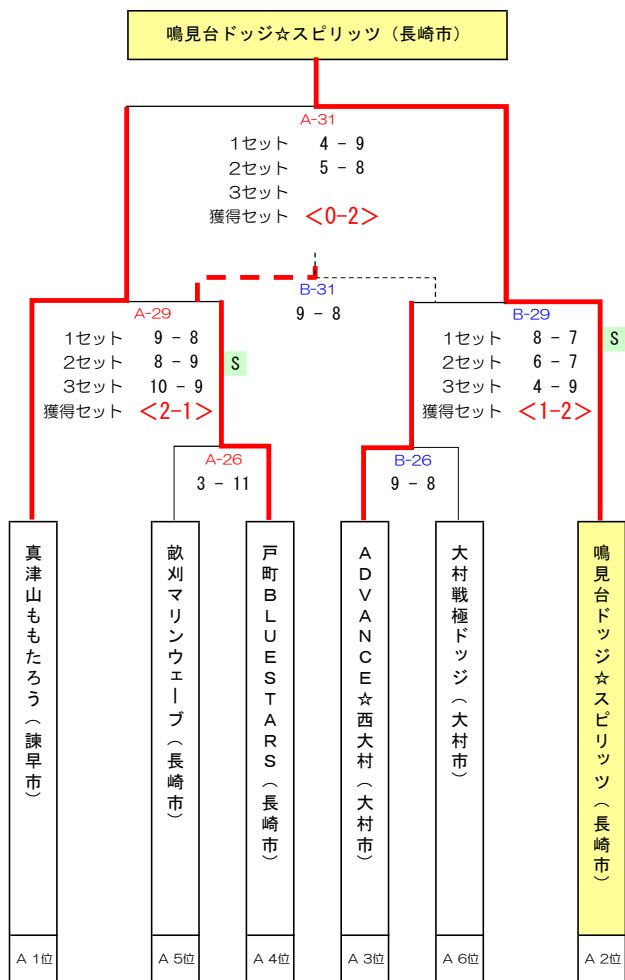 鳴見台ドッジ☆スピリッツ（長崎市）
A-31
1セット 4 - 9
2セット 5 - 8
3セット
獲得セット <0-2>
B-31
9 - 8
A-29
1セット 9 - 8
2セット 8 - 9 S
3セット 10 - 9
獲得セット <2-1>
B-29
1セット 8 - 7 S
2セット 6 - 7
3セット 4 - 9
獲得セット <1-2>
A-26
3 - 11
B-26
9 - 8
真津山ももたろう（諫早市）
畝刈マリンウェーブ（長崎市）
戸町BLUESTARS（長崎市）
ADVANCE☆西大村（大村市）
大村戦極ドッジ（大村市）
鳴見台ドッジ☆スピリッツ（長崎市）
A 1位
A 5位
A 4位
A 3位
A 6位
A 2位